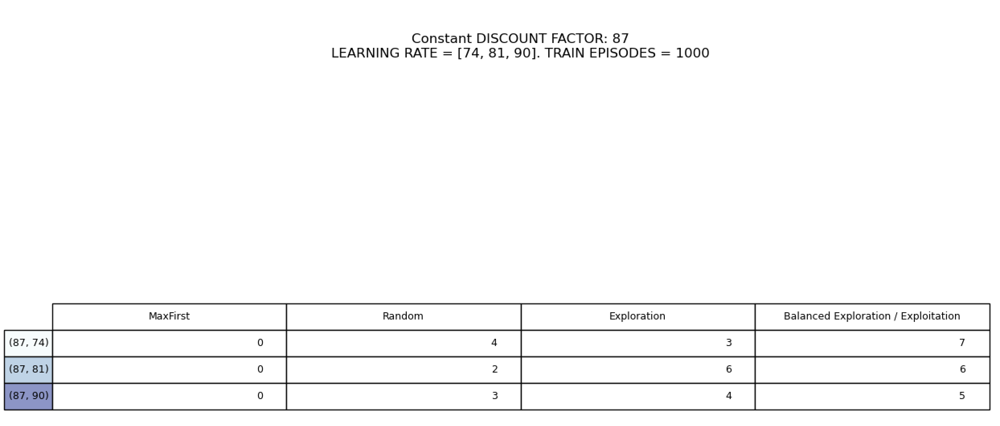 Constant DISCOUNT FACTOR: 87
LEARNING RATE = [74, 81, 90]. TRAIN EPISODES = 1000
MaxFirst Random Exploration Balanced Exploration / Exploitation
(87, 74) 0 4 3 7
(87, 81) 0 2 6 6
(87, 90) 0 3 4 5